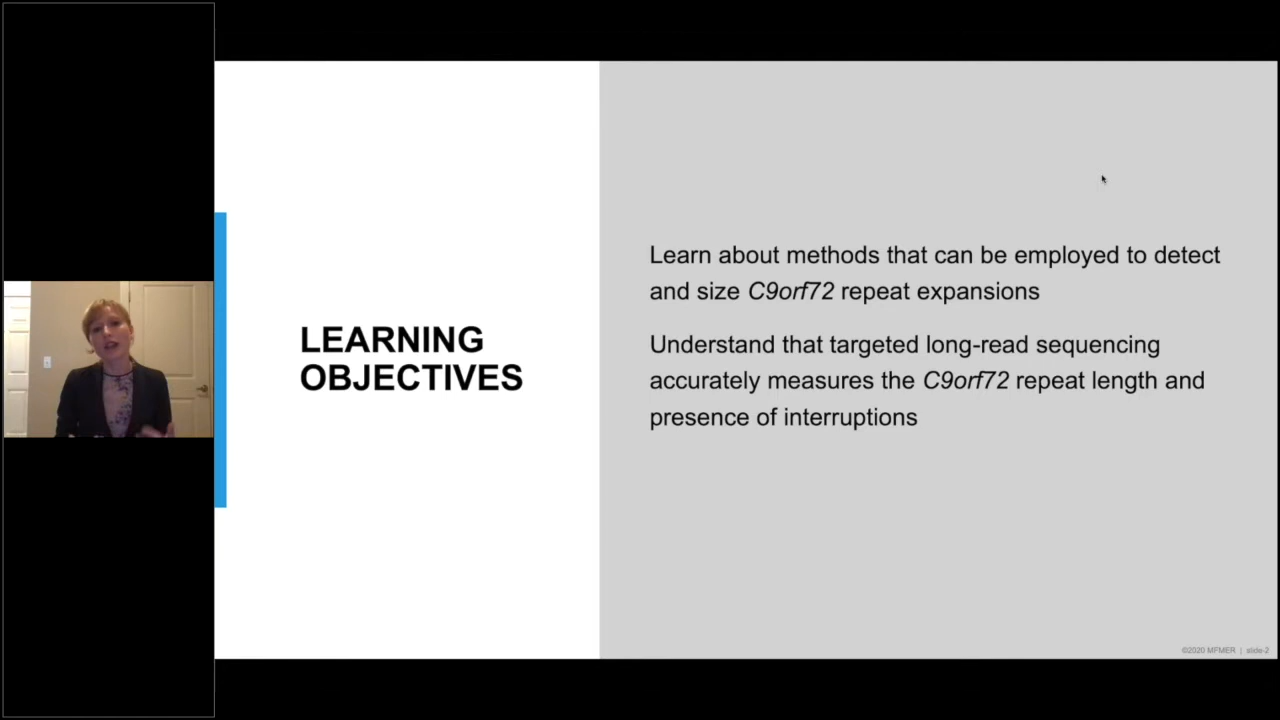 LEARNING
OBJECTIVES
Learn about methods that can be employed to detect
and size C9orf72 repeat expansions
Understand that targeted long-read sequencing
accurately measures the C9orf72 repeat length and
presence of interruptions
©2020 MFMER | slide-2